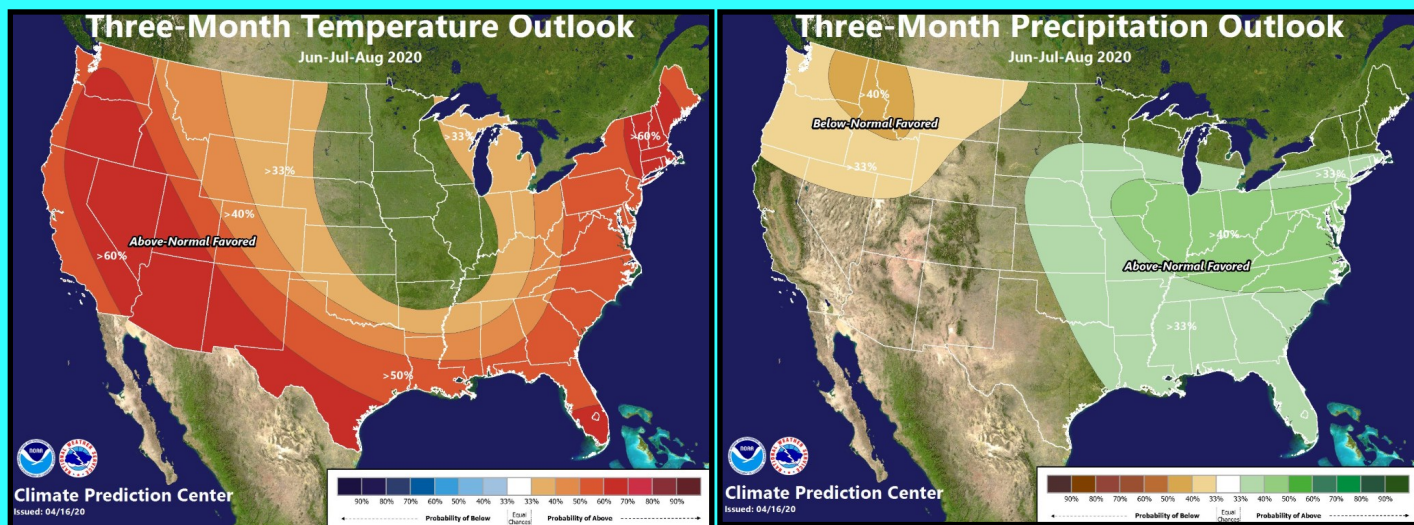 Three-Month Temperature Outlook
Jun-Jul-Aug 2020
>60%
>33%
>33%
>40%
Above-Normal Favored
>60%
>50%
NOAA
Climate Prediction Center
Issued: 04/16/20
90% 80% 70% 60% 50% 40% 33% 33% 40% 50% 60% 70% 80% 90%
Probability of Below
Equal
Chances
Probability of Above
Three-Month Precipitation Outlook
Jun-Jul-Aug 2020
>40%
Below-Normal Favored
>33%
>33%
>40%
Above-Normal Favored
>33%
NOAA
Climate Prediction Center
Issued: 04/16/20
90% 80% 70% 60% 50% 40% 33% 33% 40% 50% 60% 70% 80% 90%
Probability of Below
Equal
Chances
Probability of Above